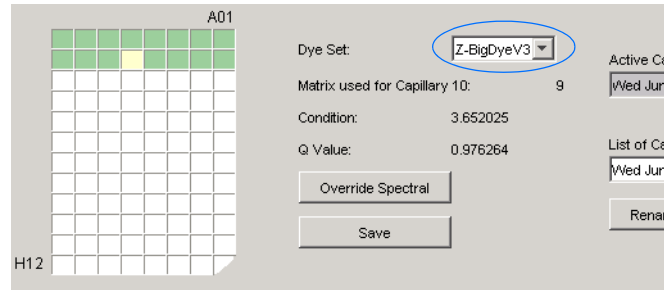 A01
Dye Set: Z-BigDyeV3
Matrix used for Capillary 10: 9
Condition: 3.652025
Q Value: 0.976264
Override Spectral
Save
H12
Active Ca
Wed Jun
List of Ca
Wed Jun
Renar